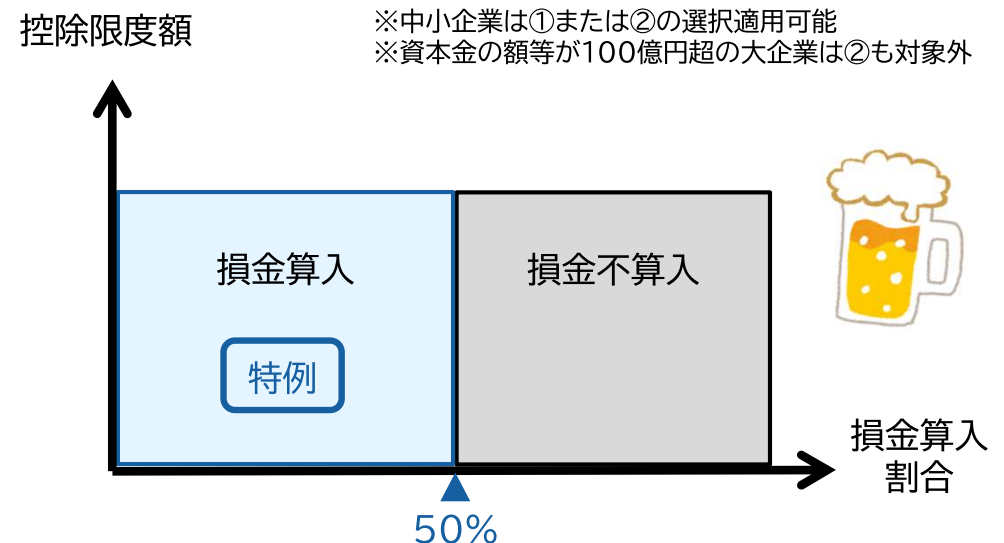 控除限度額
※中小企業は①または②の選択適用可能
※資本金の額等が100億円超の大企業は②も対象外
損金算入
損金不算入
特例
損金算入
割合
50%